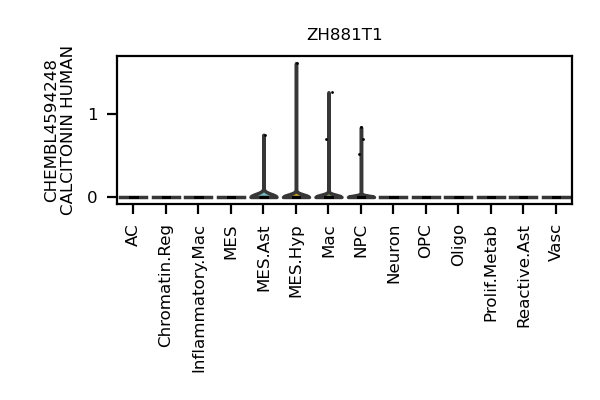 ZH881T1
CHEMBL4594248
CALCITONIN HUMAN
1
0
AC
Chromatin.Reg
Inflammatory.Mac
MES
MES.Ast
MES.Hyp
Mac
NPC
Neuron
OPC
Oligo
Prolif.Metab
Reactive.Ast
Vasc